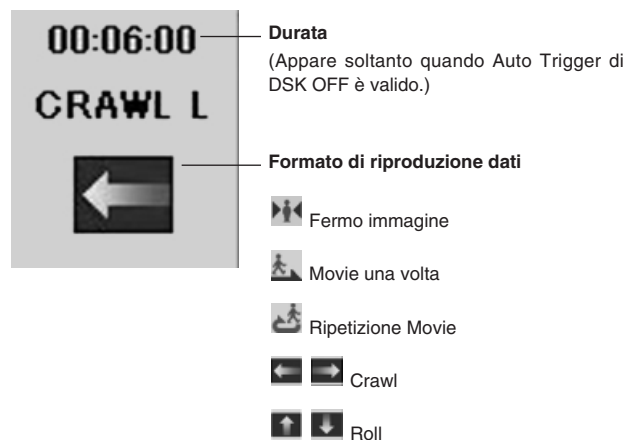 00:06:00
CRAWL L
Durata
(Appare soltanto quando Auto Trigger di
DSK OFF è valido.)
Formato di riproduzione dati
Fermo immagine
Movie una volta
Ripetizione Movie
Crawl
Roll